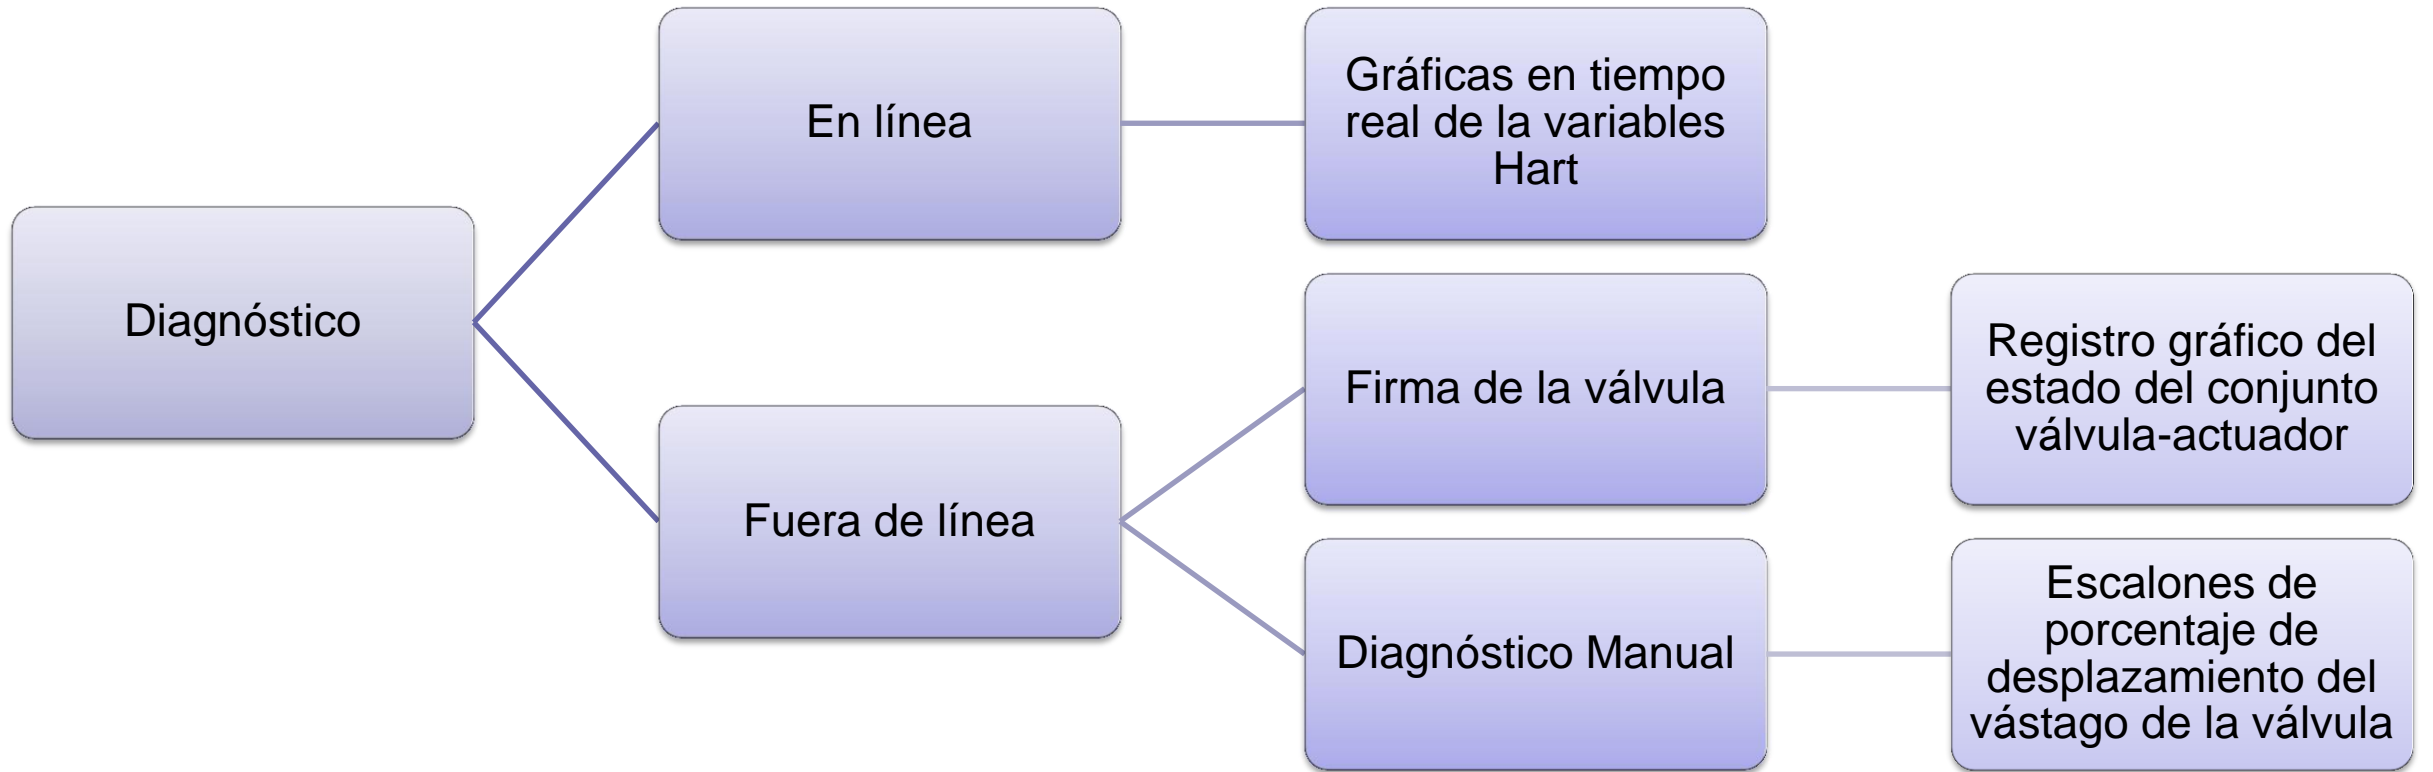 Diagnóstico
En línea
Gráficas en tiempo
real de la variables
Hart
Fuera de línea
Firma de la válvula
Registro gráfico del
estado del conjunto
válvula-actuador
Diagnóstico Manual
Escalones de
porcentaje de
desplazamiento del
vástago de la válvula